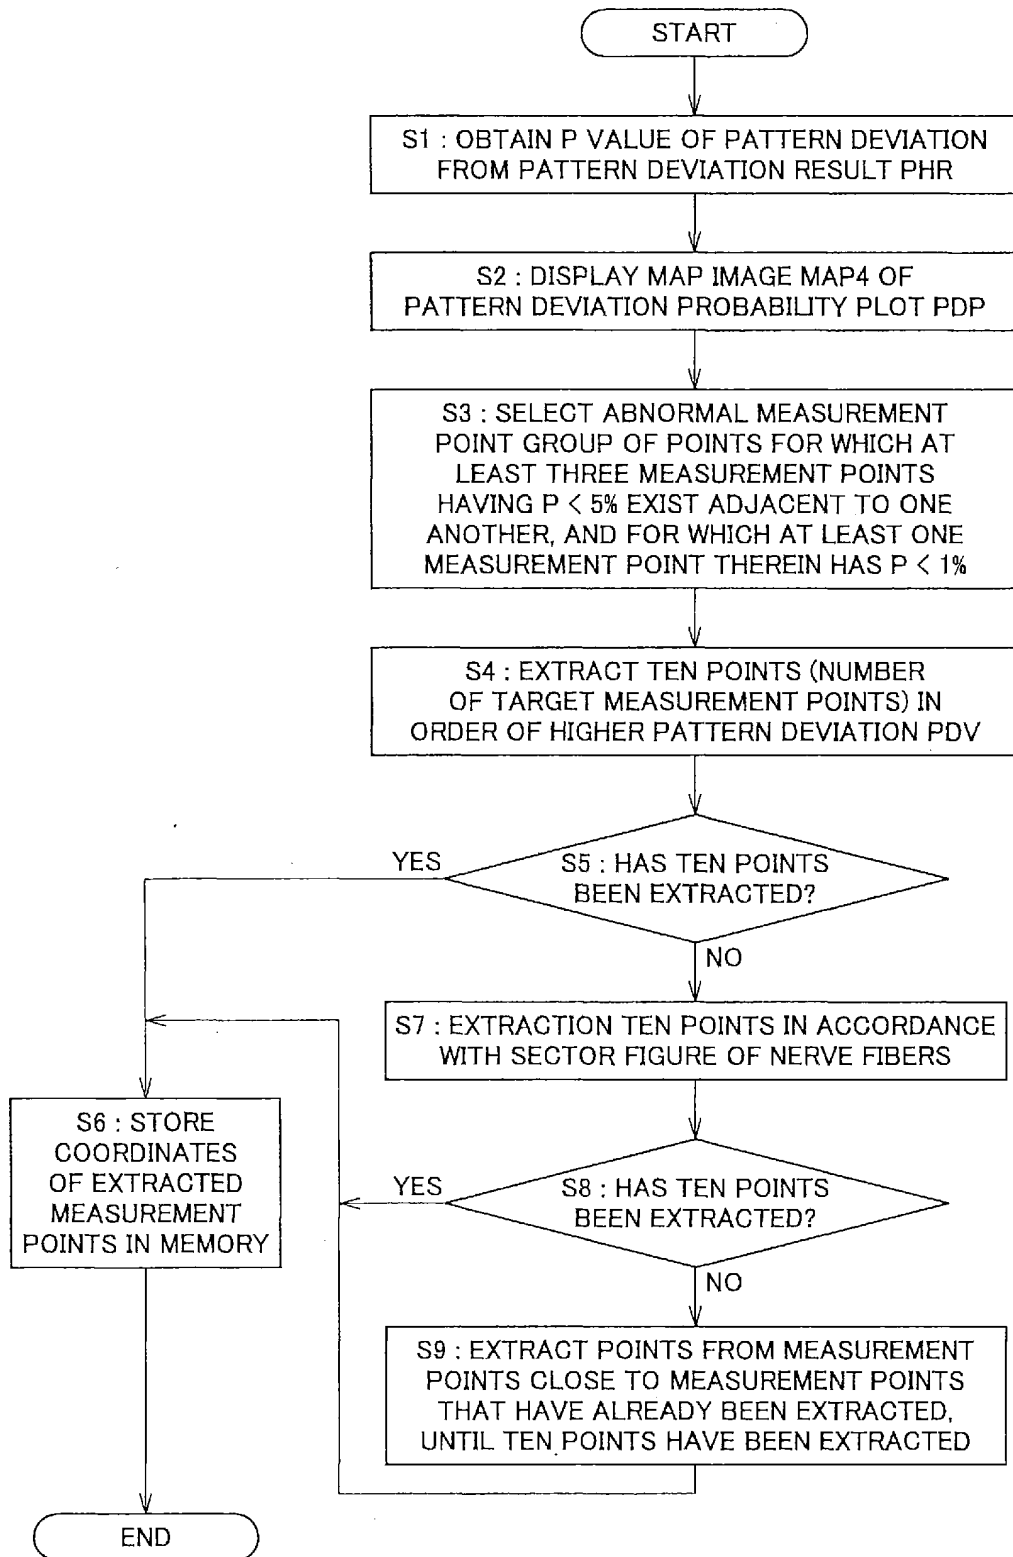 START
S1 : OBTAIN P VALUE OF PATTERN DEVIATION
FROM PATTERN DEVIATION RESULT PHR
S2 : DISPLAY MAP IMAGE MAP4 OF
PATTERN DEVIATION PROBABILITY PLOT PDP
S3 : SELECT ABNORMAL MEASUREMENT
POINT GROUP OF POINTS FOR WHICH AT
LEAST THREE MEASUREMENT POINTS
HAVING P < 5% EXIST ADJACENT TO ONE
ANOTHER, AND FOR WHICH AT LEAST ONE
MEASUREMENT POINT THEREIN HAS P < 1%
S4 : EXTRACT TEN POINTS (NUMBER
OF TARGET MEASUREMENT POINTS) IN
ORDER OF HIGHER PATTERN DEVIATION PDV
YES
S5 : HAS TEN POINTS
BEEN EXTRACTED?
NO
S7 : EXTRACTION TEN POINTS IN ACCORDANCE
WITH SECTOR FIGURE OF NERVE FIBERS
S6 : STORE
COORDINATES
OF EXTRACTED
MEASUREMENT
POINTS IN MEMORY
YES
S8 : HAS TEN POINTS
BEEN EXTRACTED?
NO
S9 : EXTRACT POINTS FROM MEASUREMENT
POINTS CLOSE TO MEASUREMENT POINTS
THAT HAVE ALREADY BEEN EXTRACTED,
UNTIL TEN POINTS HAVE BEEN EXTRACTED
END